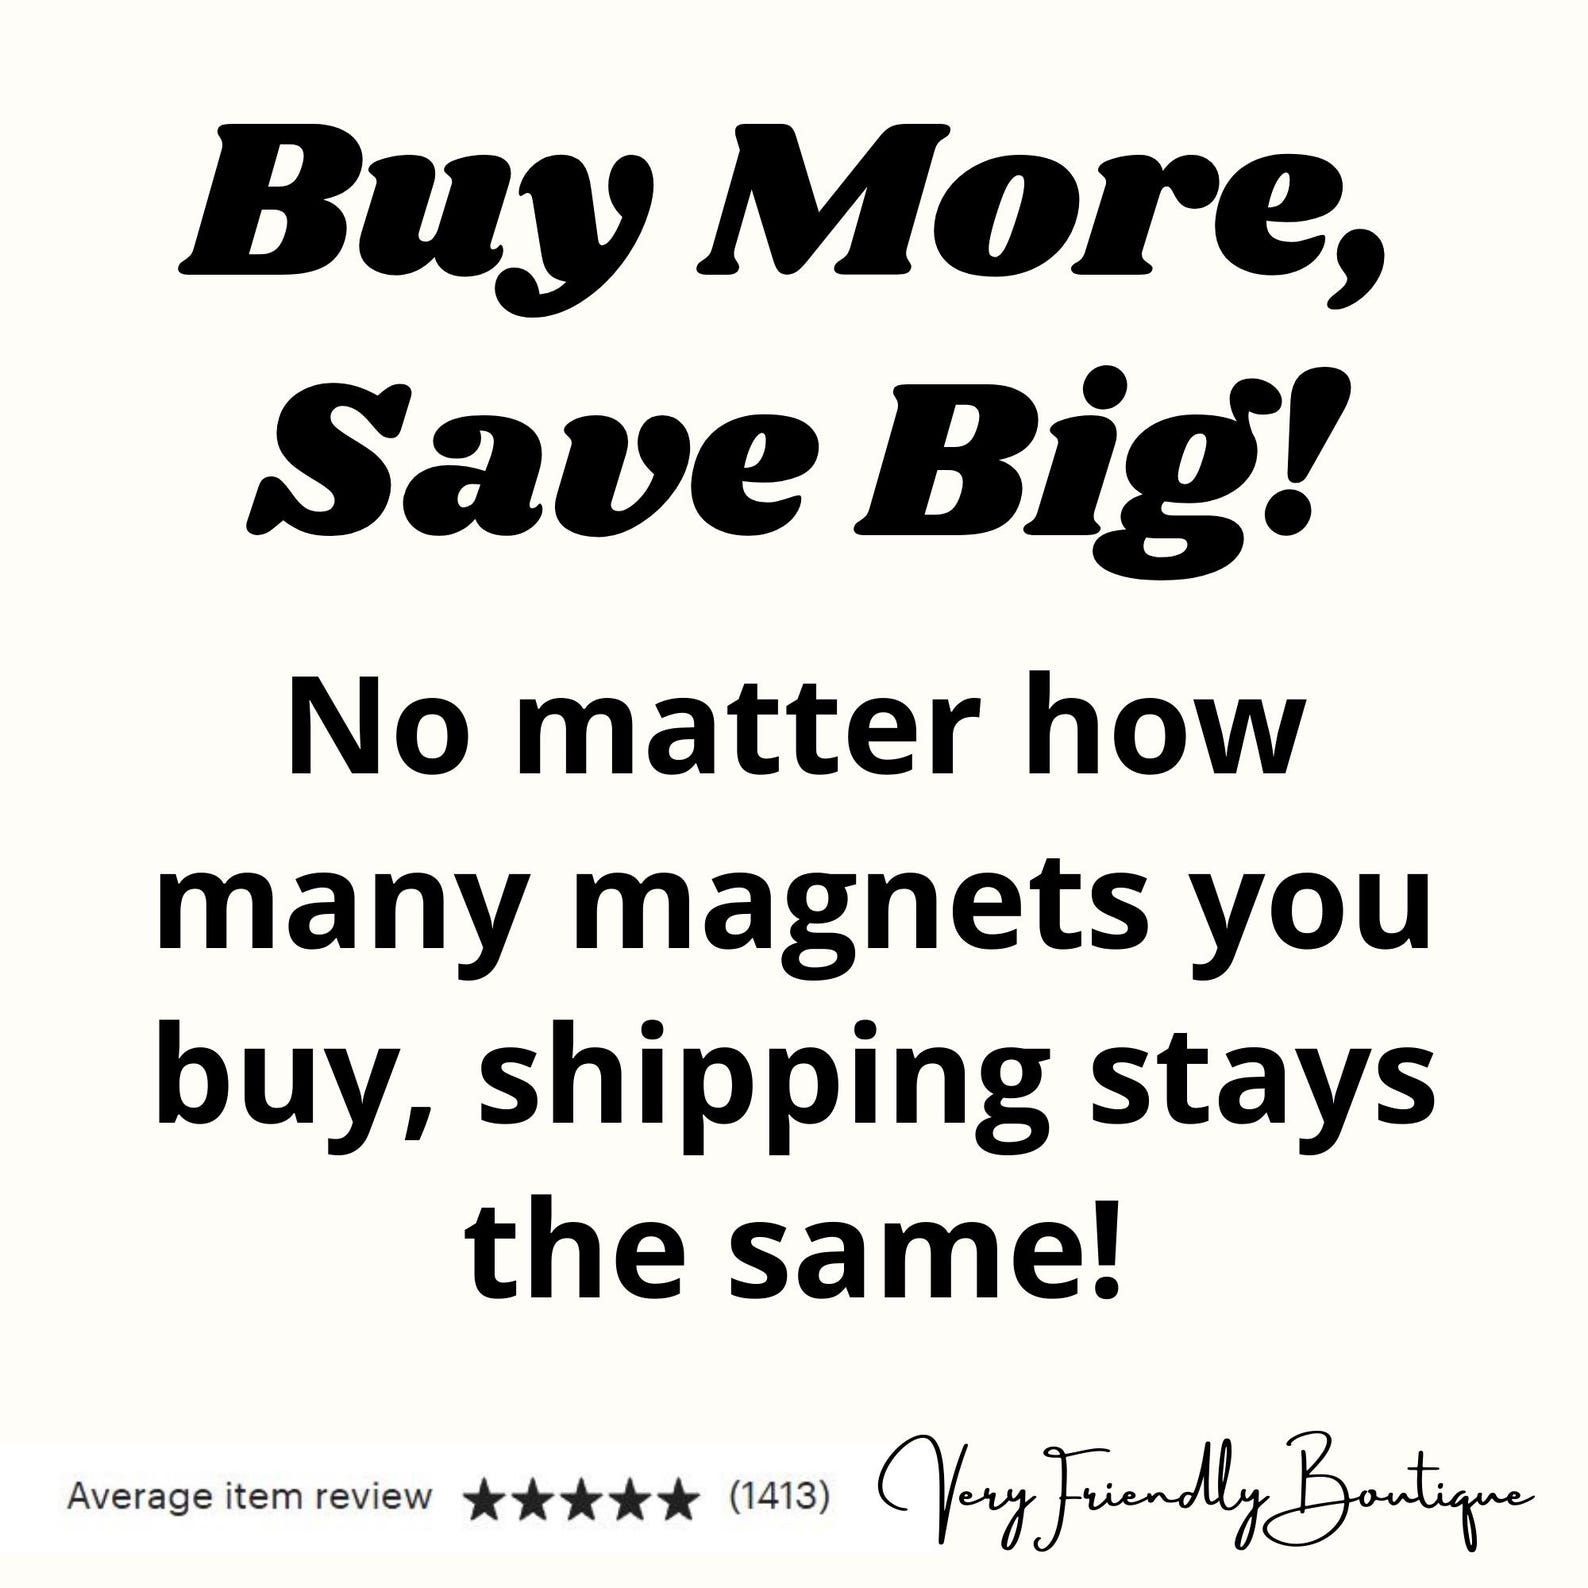 Buy More,
Save Big!
No matter how
many magnets you
buy, shipping stays
the same!
Average item review ★★★★★ (1413)
Very Friendly Boutique